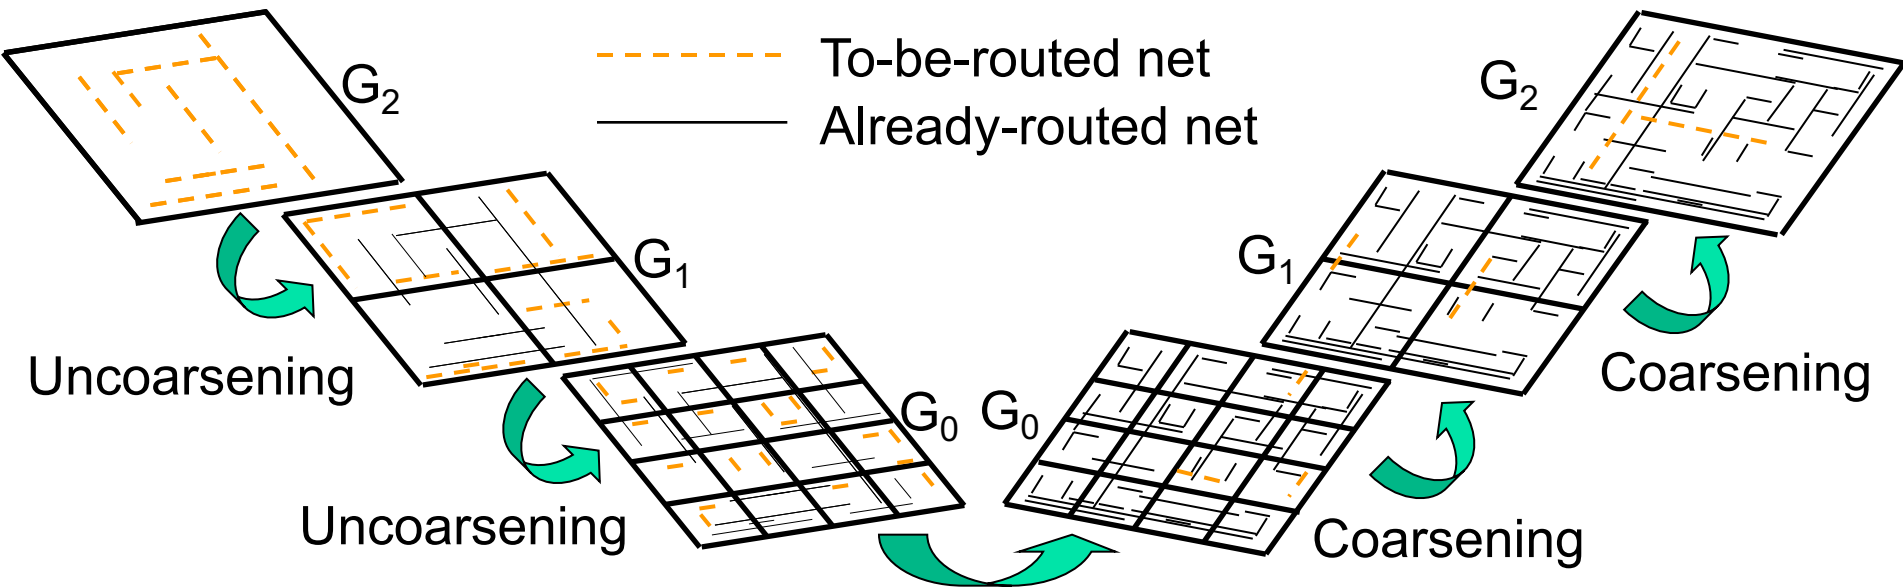 G2
To-be-routed net
Already-routed net
G2
G1
G1
Uncoarsening
Coarsening
G0
G0
Uncoarsening
Coarsening